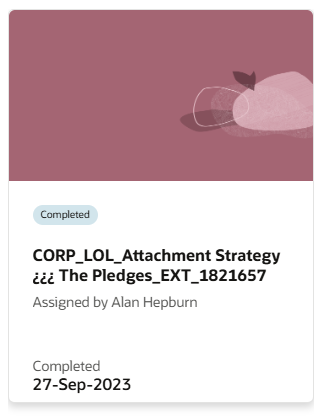 Completed
CORP_LOL_Attachment Strategy
¿¿¿ The Pledges_EXT_1821657
Assigned by Alan Hepburn
Completed
27-Sep-2023